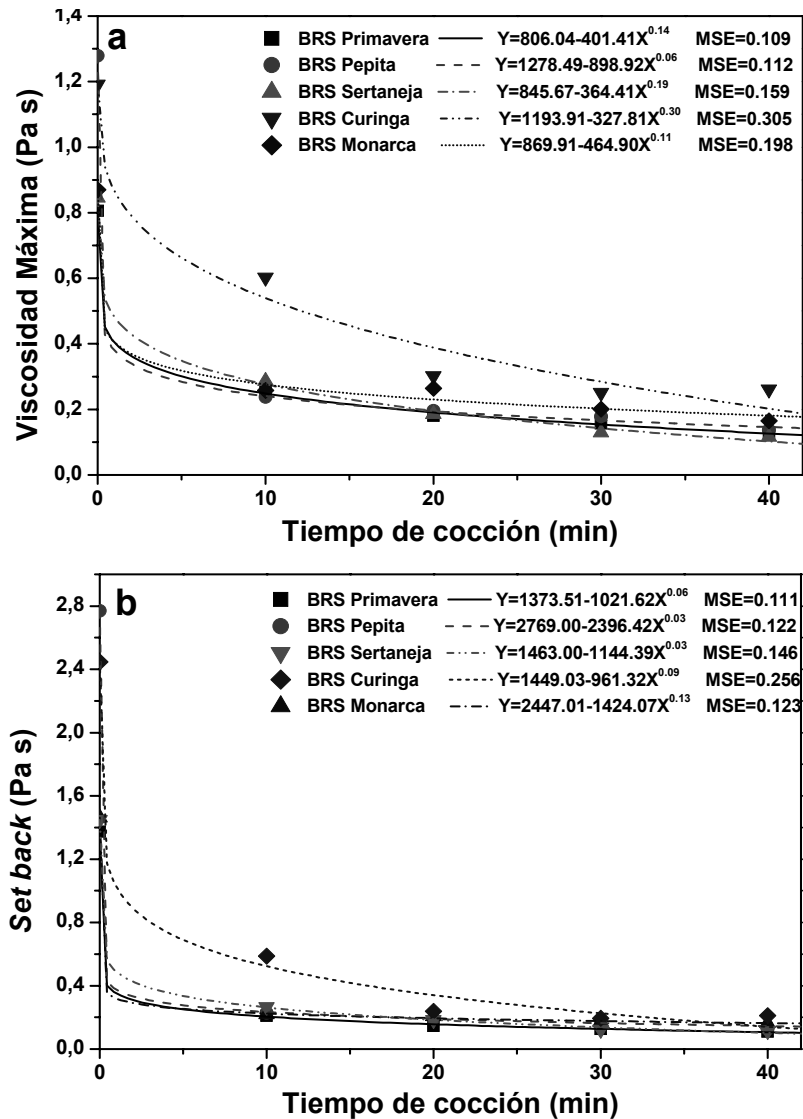 1,4
a
BRS Primavera Y=806.04-401.41X^0.14 MSE=0.109
BRS Pepita Y=1278.49-898.92X^0.06 MSE=0.112
1,2
BRS Sertaneja Y=845.67-364.41X^0.19 MSE=0.159
BRS Curinga Y=1193.91-327.81X^0.30 MSE=0.305
1,0
BRS Monarca Y=869.91-464.90X^0.11 MSE=0.198
0,8
0,6
0,4
0,2
0,0
Viscosidad Máxima (Pa s)
0 10 20 30 40
Tiempo de cocción (min)
b
2,8
BRS Primavera Y=1373.51-1021.62X^0.06 MSE=0.111
BRS Pepita Y=2769.00-2396.42X^0.03 MSE=0.122
2,4
BRS Sertaneja Y=1463.00-1144.39X^0.03 MSE=0.146
BRS Curinga Y=1449.03-961.32X^0.09 MSE=0.256
2,0
BRS Monarca Y=2447.01-1424.07X^0.13 MSE=0.123
1,6
1,2
0,8
0,4
0,0
Set back (Pa s)
0 10 20 30 40
Tiempo de cocción (min)